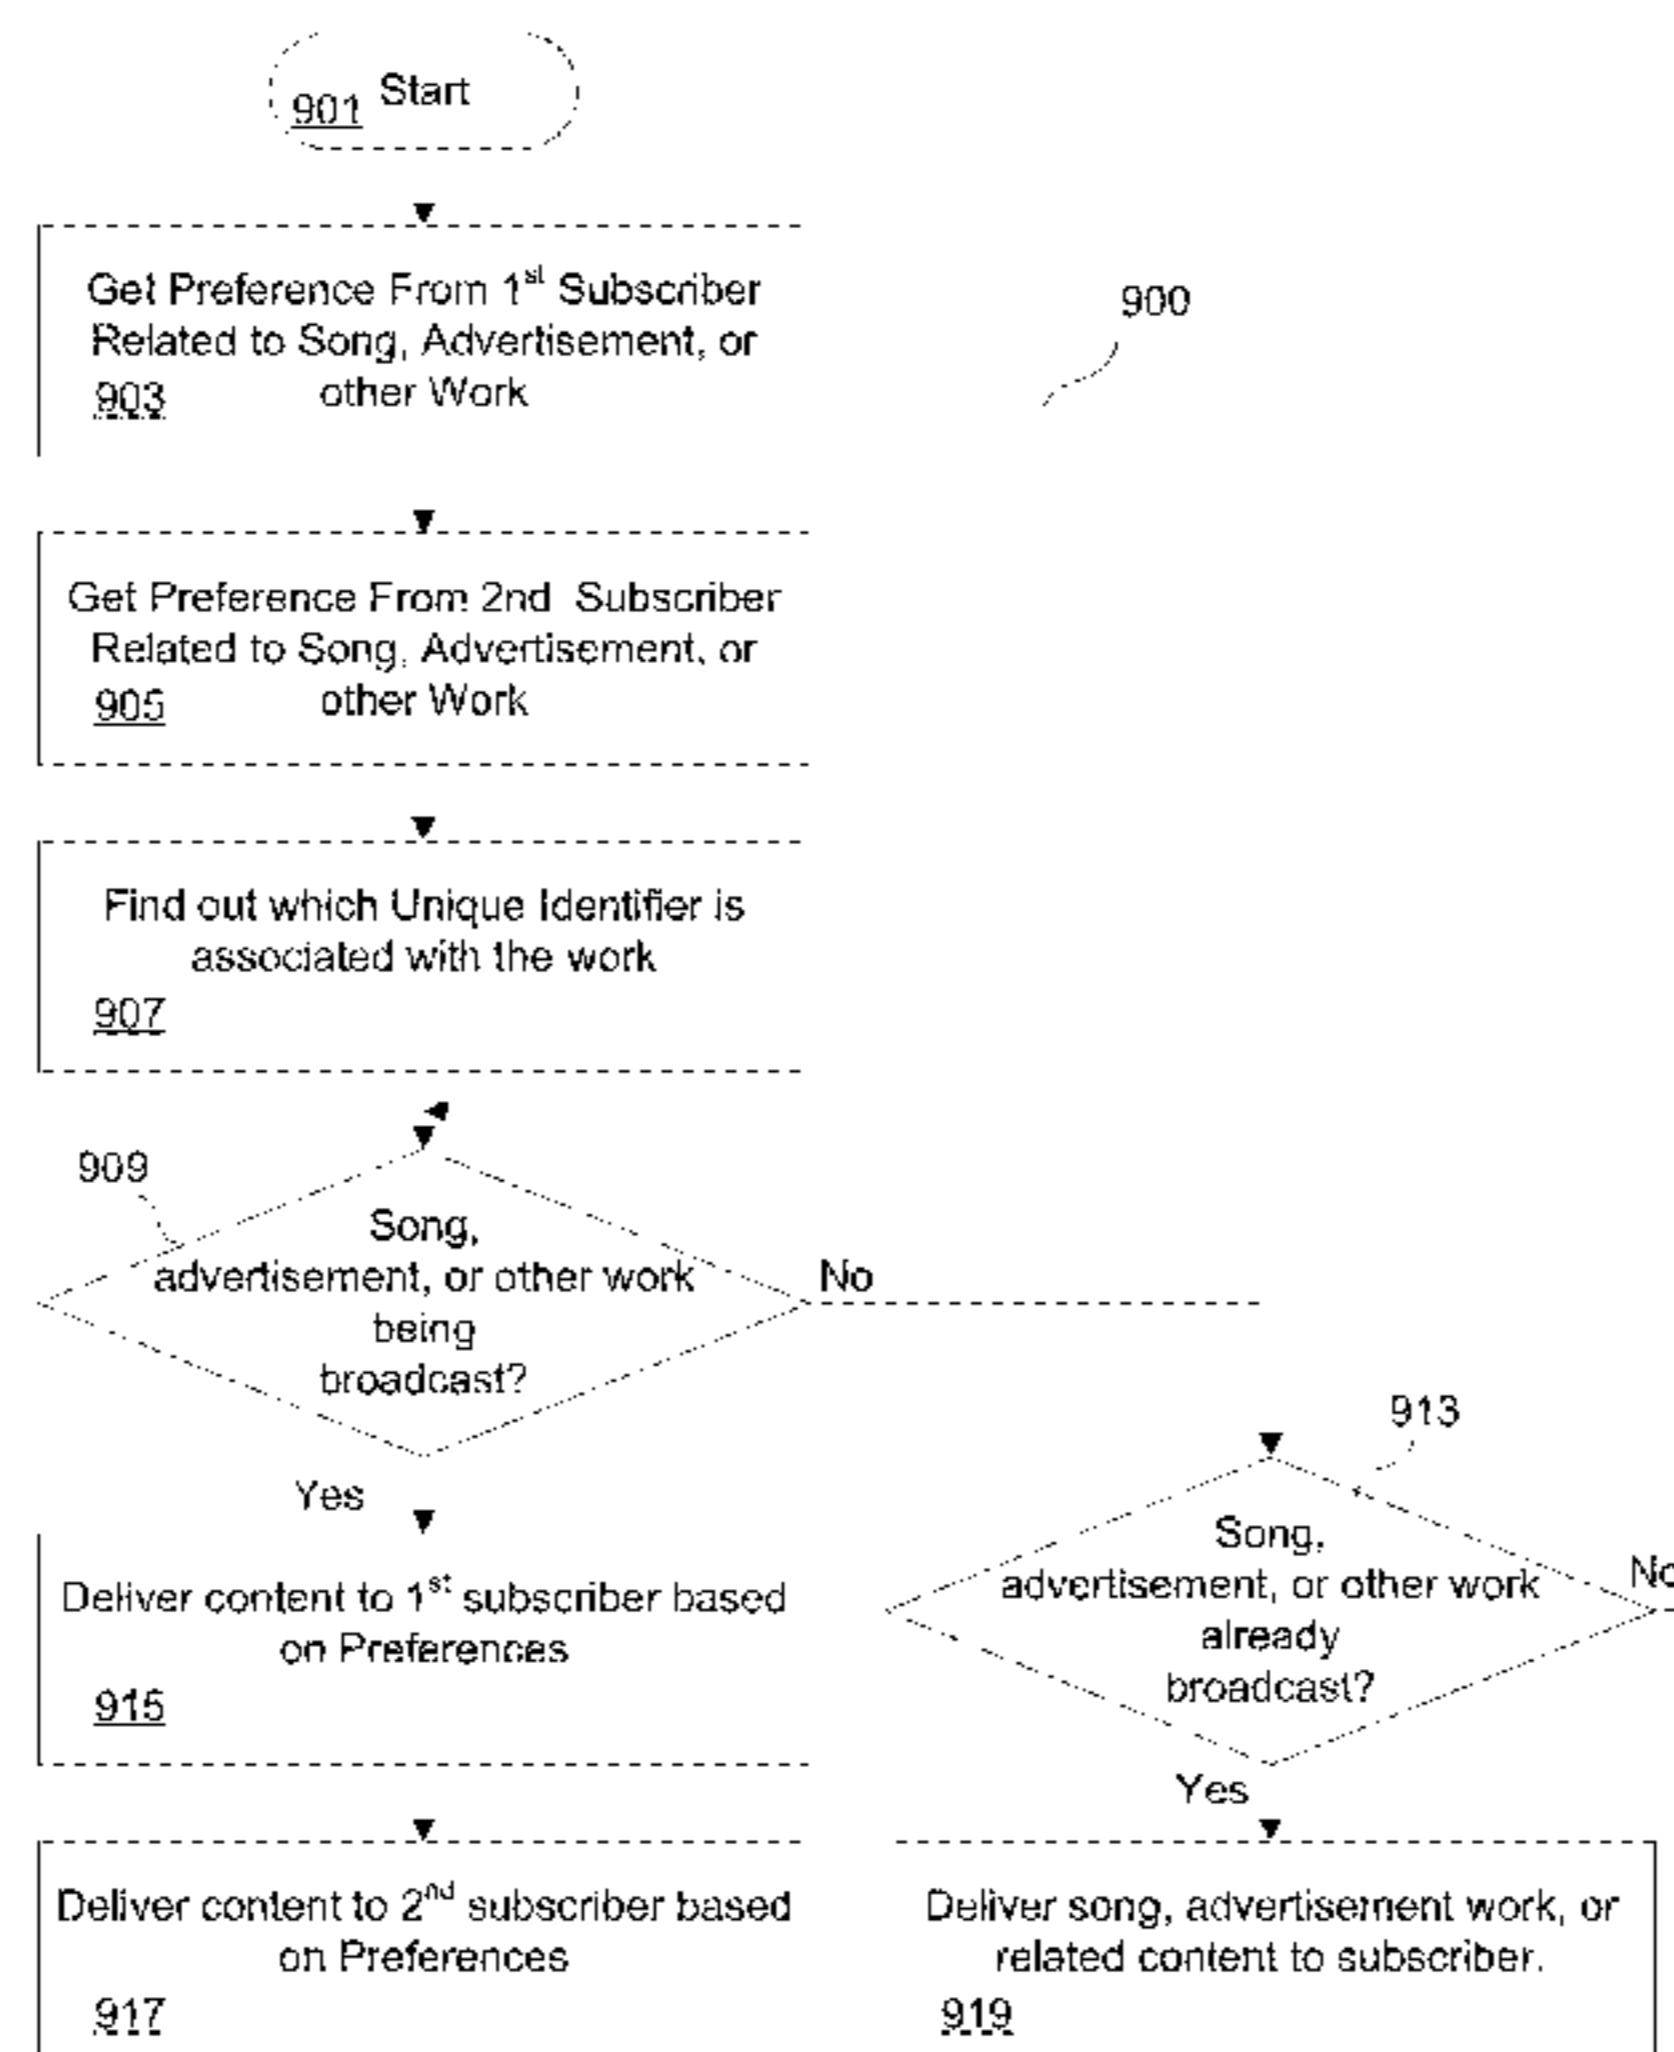 901 Start
Get Preference From 1st Subscriber
Related to Song, Advertisement, or
903 other Work
900
Get Preference From 2nd Subscriber
Related to Song, Advertisement, or
905 other Work
Find out which Unique Identifier is
associated with the work
907
909
Song,
advertisement, or other work
being
broadcast?
No
Yes
913
Song,
advertisement, or other work
already
broadcast?
No
Yes
Deliver content to 1st subscriber based
on Preferences
915
Deliver content to 2nd subscriber based
on Preferences
917
Deliver song, advertisement work, or
related content to subscriber.
919